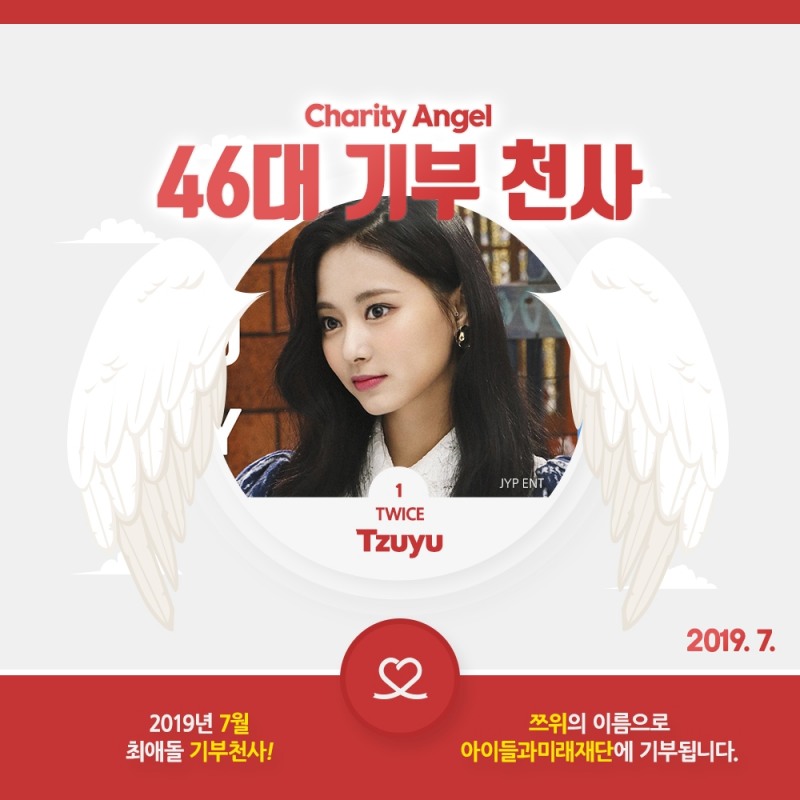 Charity Angel
46대 기부 천사
JYP ENT
1
TWICE
Tzuyu
2019. 7.
2019년 7월
최애돌 기부천사!
쯔위의 이름으로
아이들과미래재단에 기부됩니다.